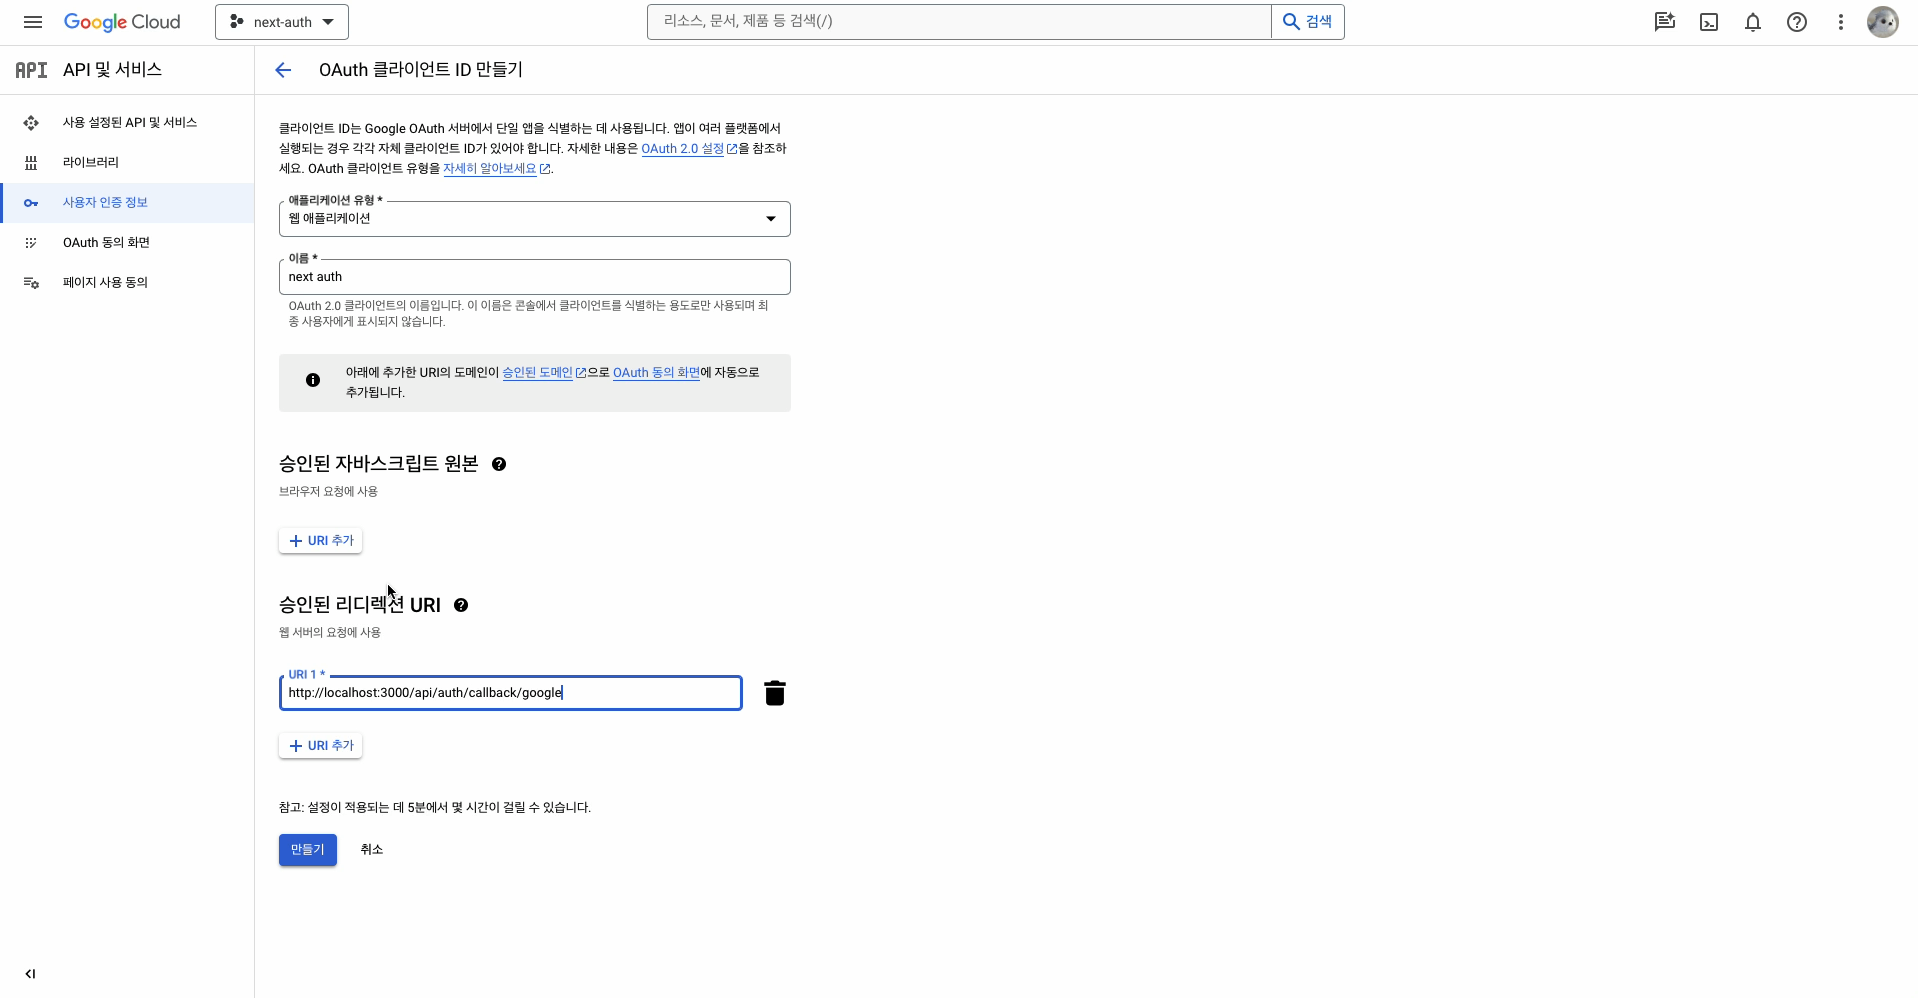 Google Cloud
next-auth
리소스, 문서, 제품 등 검색(/)
검색
API API 및 서비스
OAuth 클라이언트 ID 만들기
사용 설정된 API 및 서비스
라이브러리
사용자 인증 정보
OAuth 동의 화면
페이지 사용 동의
클라이언트 ID는 Google OAuth 서버에서 단일 앱을 식별하는 데 사용됩니다. 앱이 여러 플랫폼에서
실행되는 경우 각각 자체 클라이언트 ID가 있어야 합니다. 자세한 내용은 OAuth 2.0 설정을 참조하
세요. OAuth 클라이언트 유형을 자세히 알아보세요.
애플리케이션 유형 *
웹 애플리케이션
이름 *
next auth
OAuth 2.0 클라이언트의 이름입니다. 이 이름은 콘솔에서 클라이언트를 식별하는 용도로만 사용되며 최
종 사용자에게 표시되지 않습니다.
아래에 추가한 URI의 도메인이 승인된 도메인으로 OAuth 동의 화면에 자동으로
추가됩니다.
승인된 자바스크립트 원본
브라우저 요청에 사용
URI 추가
승인된 리디렉션 URI
웹 서버의 요청에 사용
URI 1 *
http://localhost:3000/api/auth/callback/google
URI 추가
참고: 설정이 적용되는 데 5분에서 몇 시간이 걸릴 수 있습니다.
만들기
취소